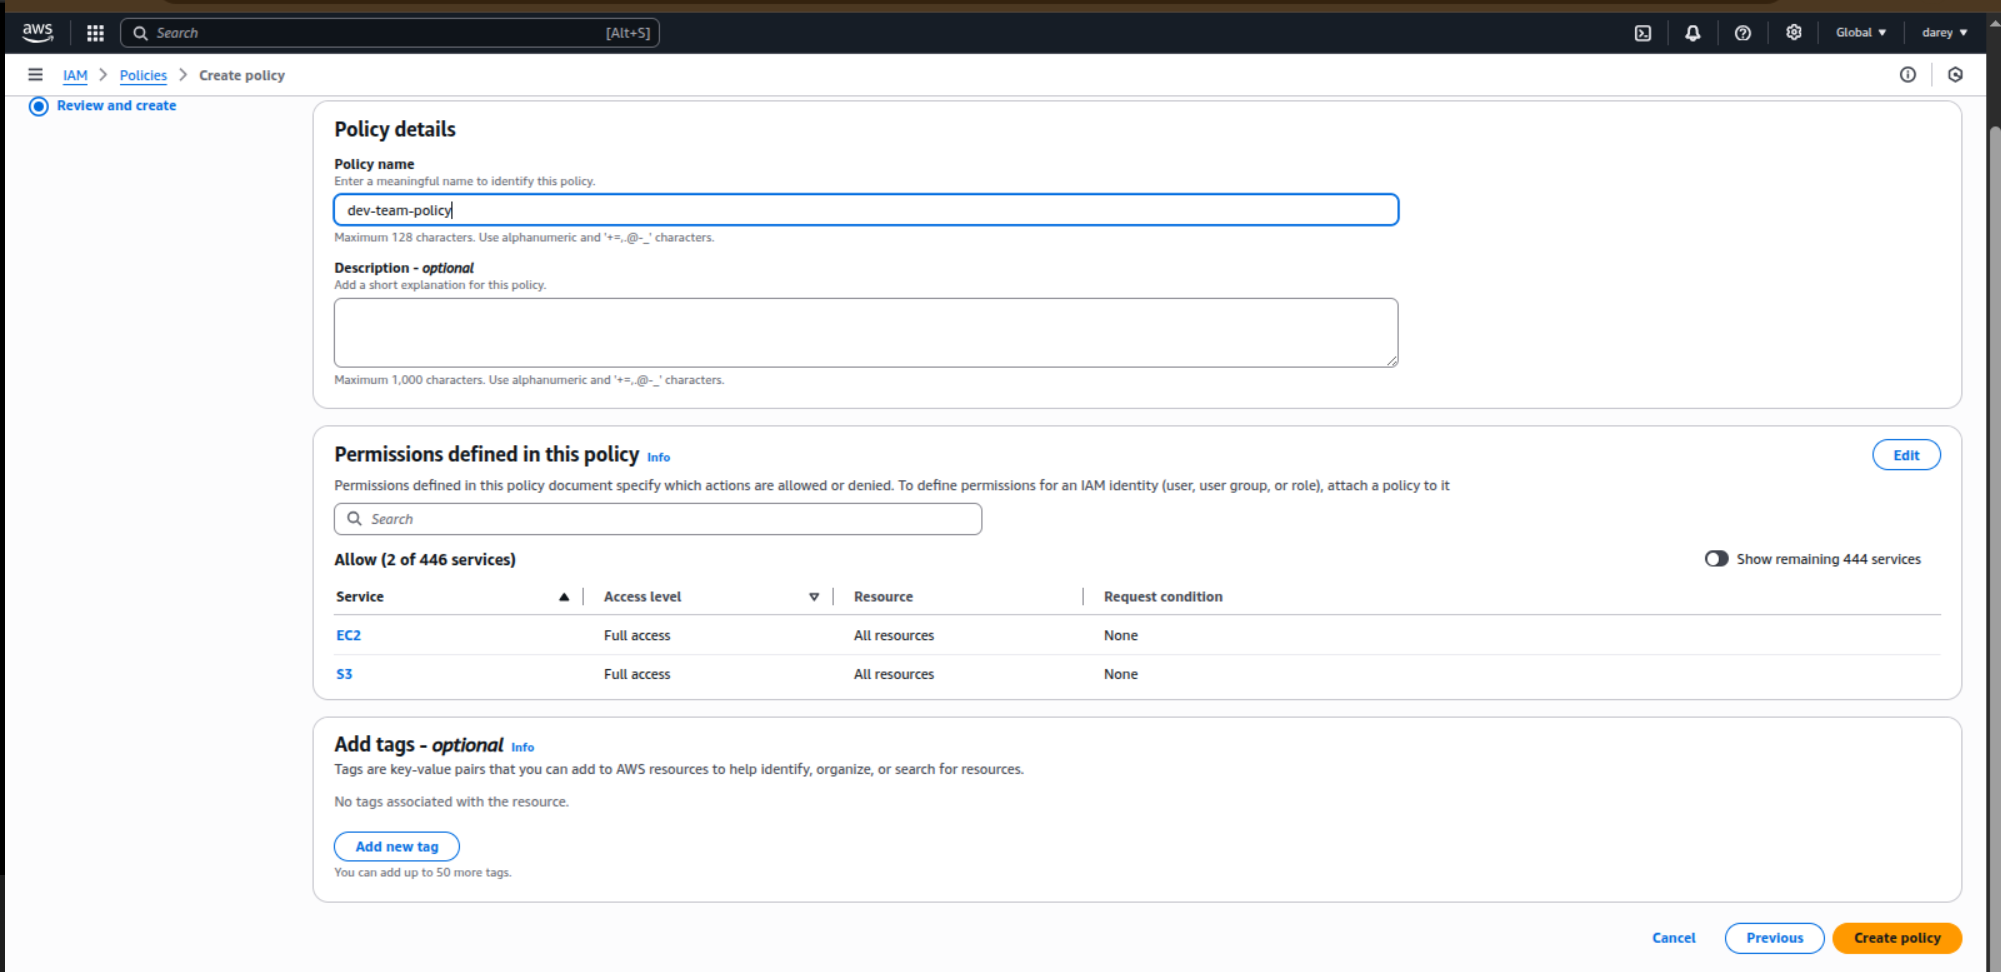 aws
Search
[Alt+S]
Global
darey
IAM
Policies
Create policy
Review and create
Policy details
Policy name
Enter a meaningful name to identify this policy.
dev-team-policy
Maximum 128 characters. Use alphanumeric and '+=,.@-_' characters.
Description - optional
Add a short explanation for this policy.
Maximum 1,000 characters. Use alphanumeric and '+=,.@-_' characters.
Permissions defined in this policy Info
Edit
Permissions defined in this policy document specify which actions are allowed or denied. To define permissions for an IAM identity (user, user group, or role), attach a policy to it
Search
Allow (2 of 446 services)
Show remaining 444 services
Service Access level Resource Request condition
EC2 Full access All resources None
S3 Full access All resources None
Add tags - optional Info
Tags are key-value pairs that you can add to AWS resources to help identify, organize, or search for resources.
No tags associated with the resource.
Add new tag
You can add up to 50 more tags.
Cancel Previous Create policy